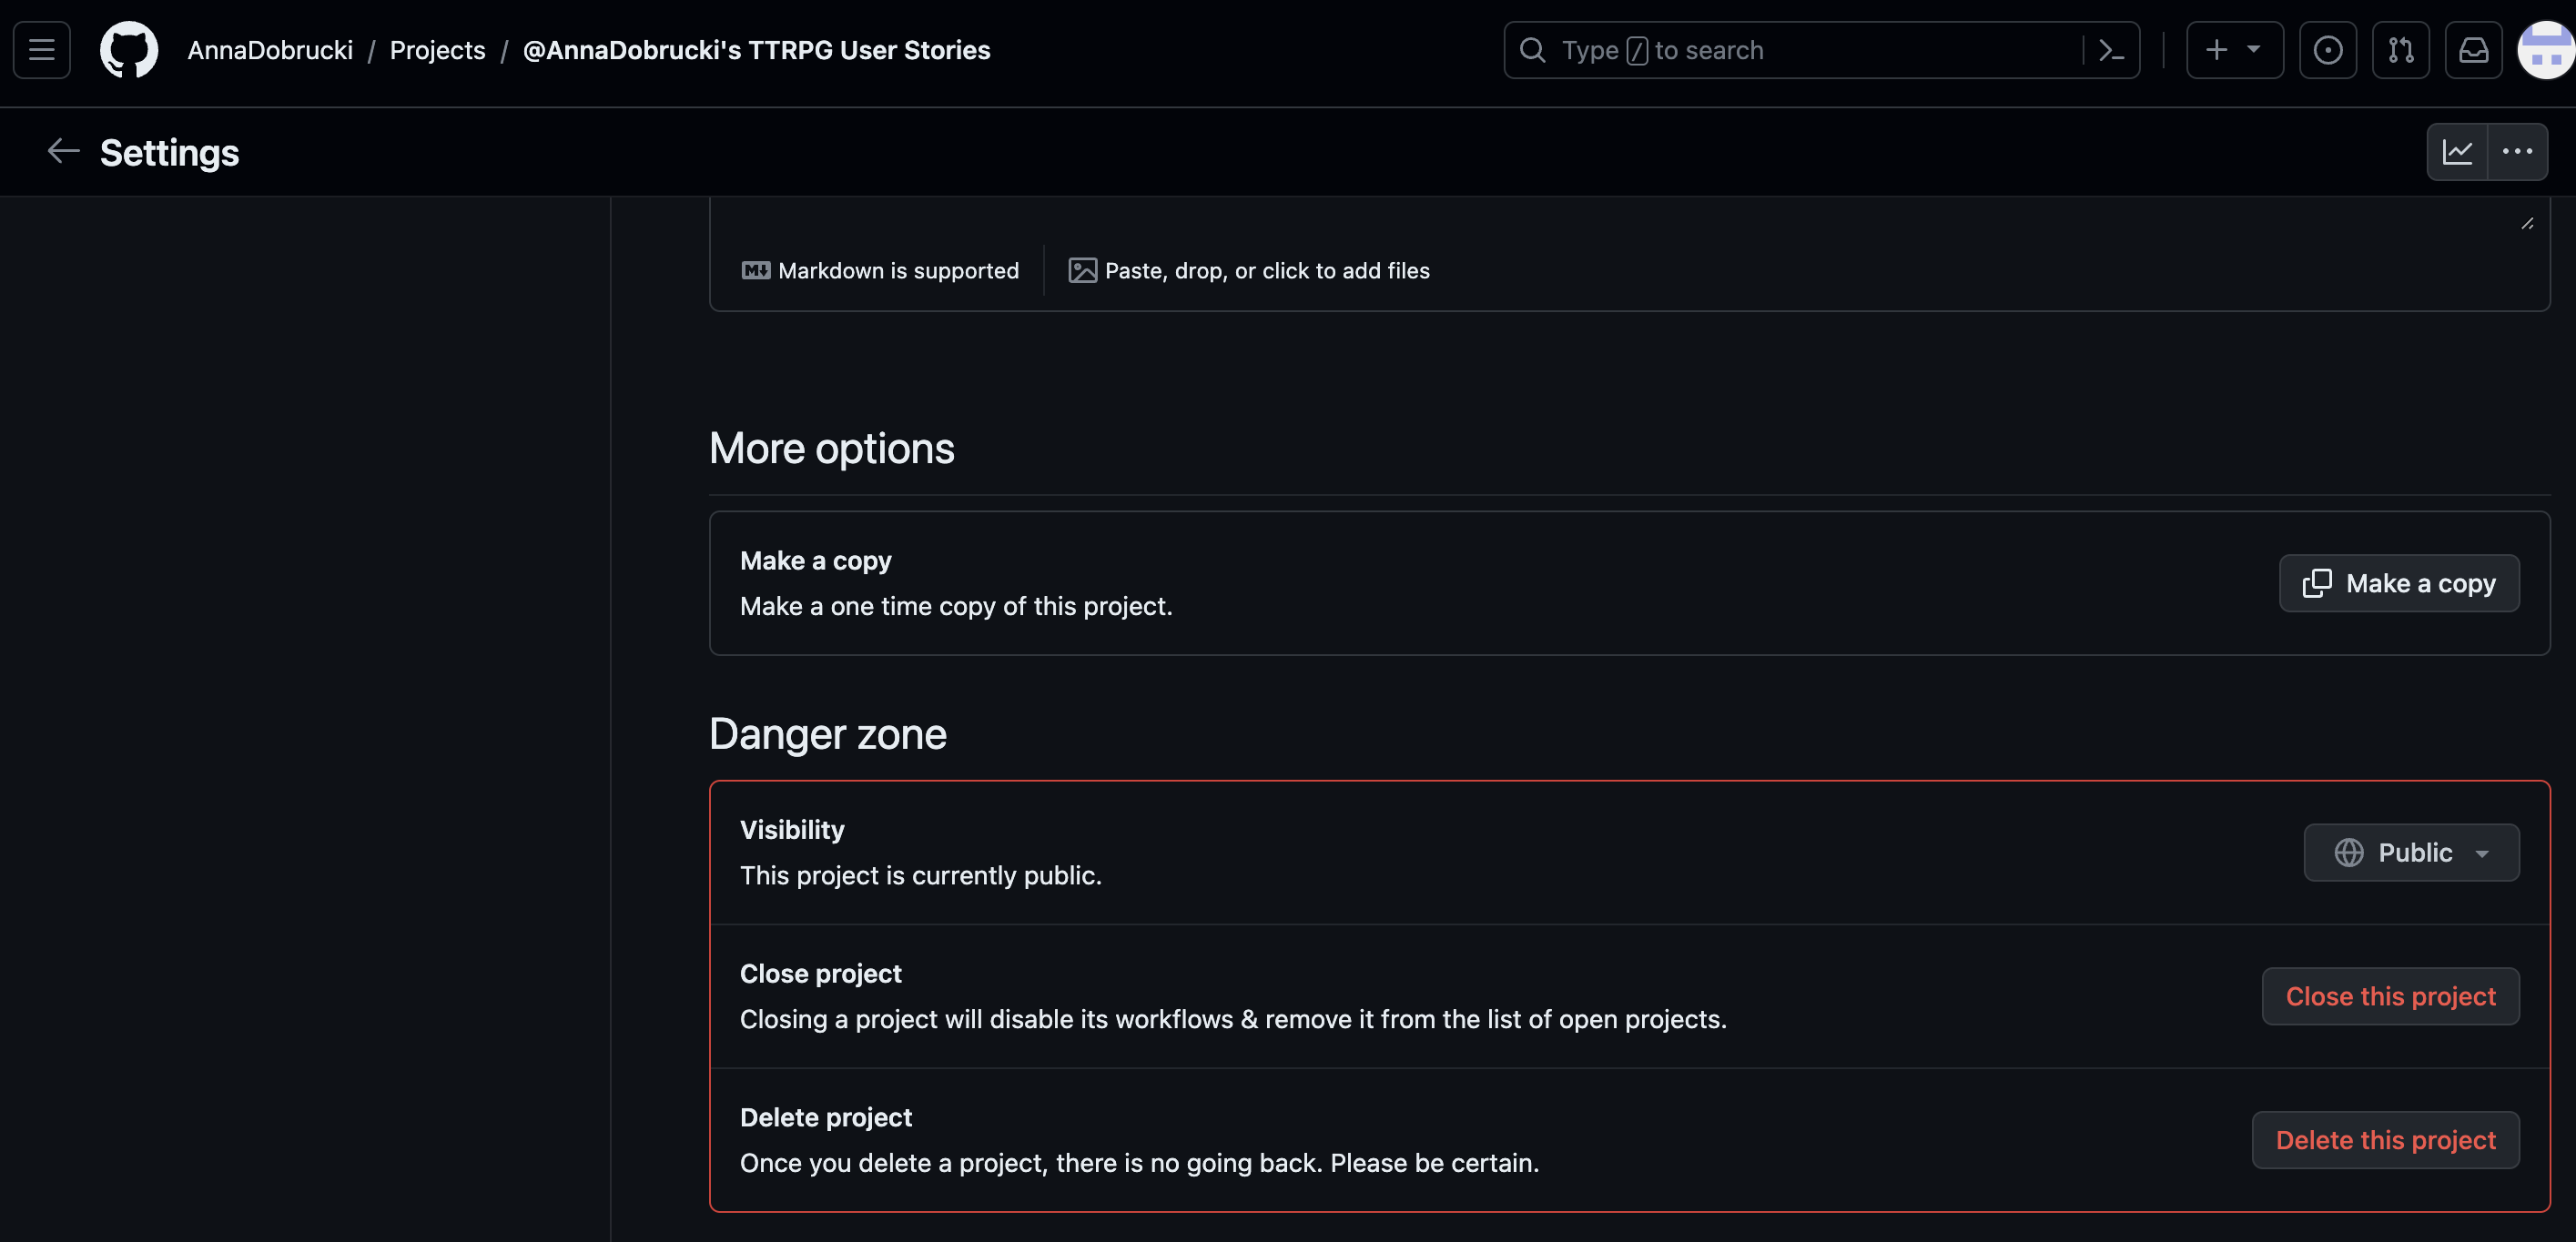 AnnaDobrucki / Projects / @AnnaDobrucki's TTRPG User Stories
Type / to search
Settings
Markdown is supported
Paste, drop, or click to add files
More options
Make a copy
Make a one time copy of this project.
Make a copy
Danger zone
Visibility
This project is currently public.
Public
Close project
Closing a project will disable its workflows & remove it from the list of open projects.
Close this project
Delete project
Once you delete a project, there is no going back. Please be certain.
Delete this project